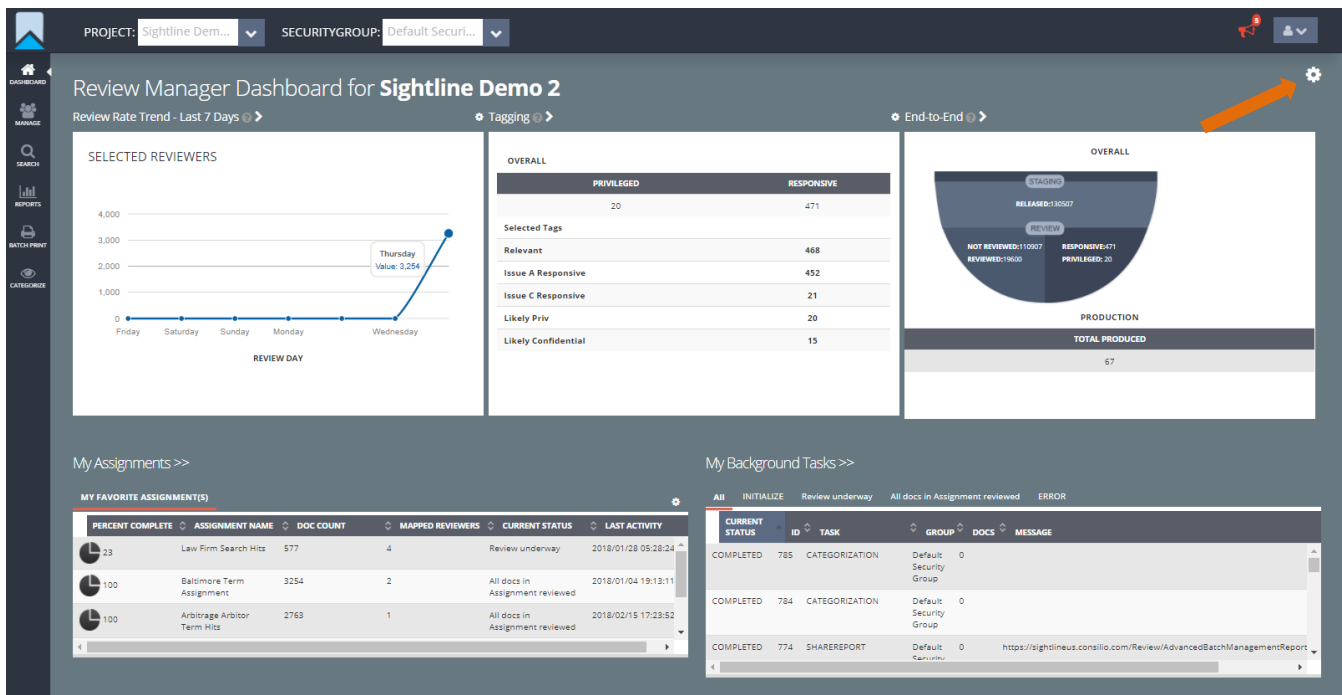 PROJECT: Sightline Dem... SECURITYGROUP: Default Securi... 5
DASHBOARD
MANAGE
SEARCH
REPORTS
BATCH PRINT
CATEGORIZE
Review Manager Dashboard for Sightline Demo 2
Review Rate Trend - Last 7 Days
SELECTED REVIEWERS
4,000
3,000
2,000
1,000
0
Thursday
Value: 3,254
Friday Saturday Sunday Monday Wednesday
REVIEW DAY
Tagging
OVERALL
PRIVILEGED RESPONSIVE
20 471
Selected Tags
Relevant 468
Issue A Responsive 452
Issue C Responsive 21
Likely Priv 20
Likely Confidential 15
End-to-End
OVERALL
STAGING
RELEASED:130507
REVIEW
NOT REVIEWED:110907 RESPONSIVE:471
REVIEWED:19600 PRIVILEGED: 20
PRODUCTION
TOTAL PRODUCED
67
My Assignments >>
MY FAVORITE ASSIGNMENT(S)
PERCENT COMPLETE ASSIGNMENT NAME DOC COUNT MAPPED REVIEWERS CURRENT STATUS LAST ACTIVITY
23 Law Firm Search Hits 577 4 Review underway 2018/01/28 05:28:24
100 Baltimore Term 3254 2 All docs in 2018/01/04 19:13:11
Assignment Assignment reviewed
100 Arbitrage Arbitor 2763 1 All docs in 2018/02/15 17:23:52
Term Hits Assignment reviewed
My Background Tasks >>
All INITIALIZE Review underway All docs in Assignment reviewed ERROR
CURRENT
STATUS ID TASK GROUP DOCS MESSAGE
COMPLETED 785 CATEGORIZATION Default 0
Security
Group
COMPLETED 784 CATEGORIZATION Default 0
Security
Group
COMPLETED 774 SHAREREPORT Default 0 https://sightlineus.consilio.com/Review/AdvancedBatchManagementReport
Security